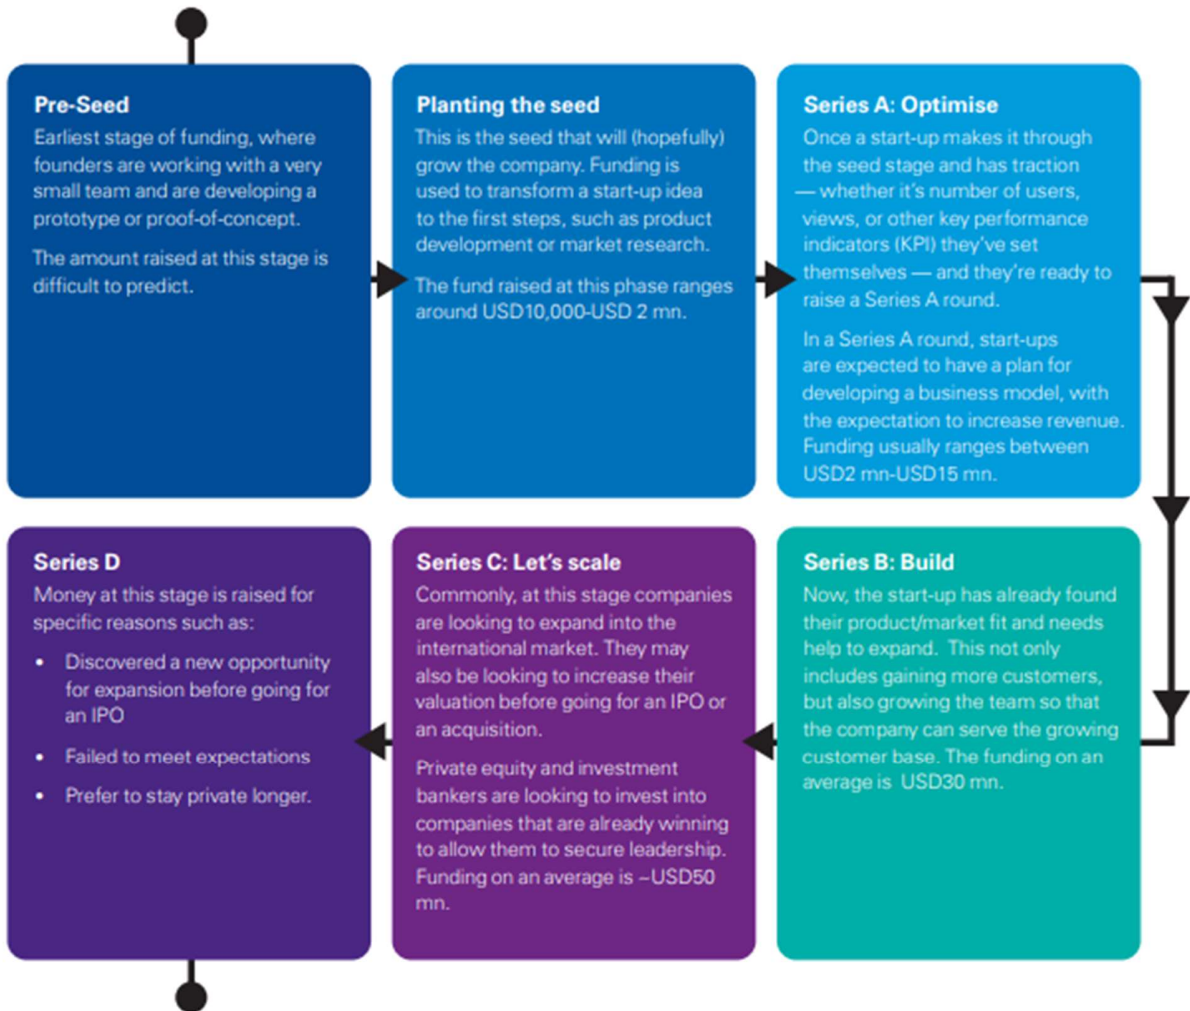 Pre-Seed
Earliest stage of funding, where
founders are working with a very
small team and are developing a
prototype or proof-of-concept.
The amount raised at this stage is
difficult to predict.
Planting the seed
This is the seed that will (hopefully)
grow the company. Funding is
used to transform a start-up idea
to the first steps, such as product
development or market research.
The fund raised at this phase ranges
around USD10,000-USD 2 mn.
Series A: Optimise
Once a start-up makes it through
the seed stage and has traction
— whether it's number of users,
views, or other key performance
indicators (KPI) they've set
themselves — and they're ready to
raise a Series A round.
In a Series A round, start-ups
are expected to have a plan for
developing a business model, with
the expectation to increase revenue.
Funding usually ranges between
USD2 mn-USD15 mn.
Series B: Build
Now, the start-up has already found
their product/market fit and needs
help to expand. This not only
includes gaining more customers,
but also growing the team so that
the company can serve the growing
customer base. The funding on an
average is USD30 mn.
Series C: Let's scale
Commonly, at this stage companies
are looking to expand into the
international market. They may
also be looking to increase their
valuation before going for an IPO or
an acquisition.
Private equity and investment
bankers are looking to invest into
companies that are already winning
to allow them to secure leadership.
Funding on an average is ~USD50
mn.
Series D
Money at this stage is raised for
specific reasons such as:
• Discovered a new opportunity
for expansion before going for
an IPO
• Failed to meet expectations
• Prefer to stay private longer.